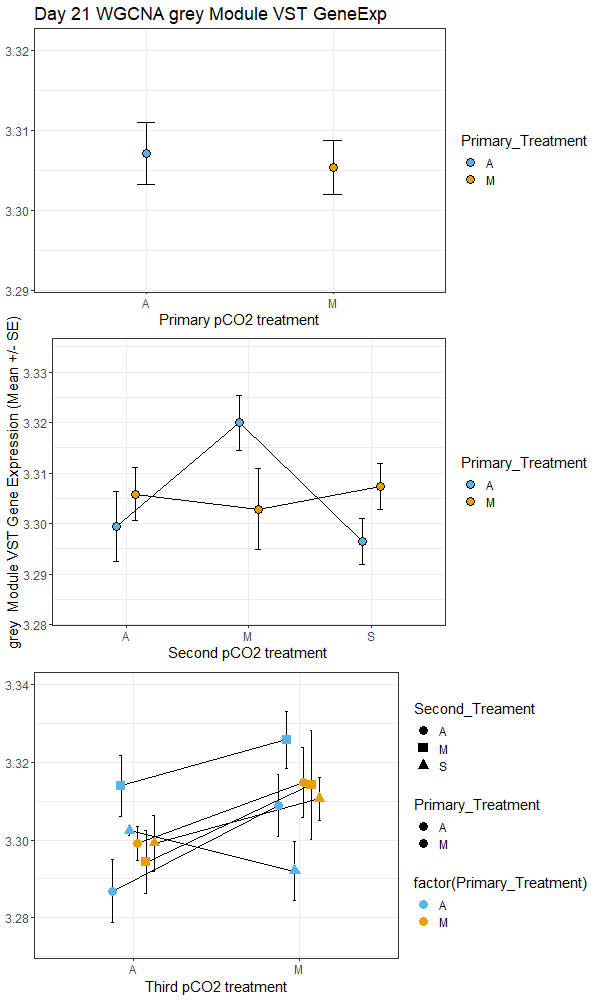 Day 21 WGCNA grey Module VST GeneExp
3.32
3.31
3.30
3.29
A
M
Primary pCO2 treatment
Primary_Treatment
A
M
grey  Module VST Gene Expression (Mean +/- SE)
3.33
3.32
3.31
3.30
3.29
3.28
A
M
S
Second pCO2 treatment
Primary_Treatment
A
M
3.34
3.32
3.30
3.28
A
M
Third pCO2 treatment
Second_Treament
A
M
S
Primary_Treatment
A
M
factor(Primary_Treatment)
A
M